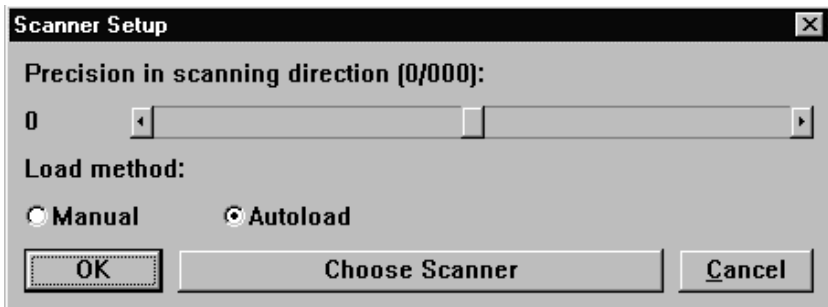 Scanner Setup
Precision in scanning direction (0/000):
0
Load method:
Manual Autoload
OK Choose Scanner Cancel